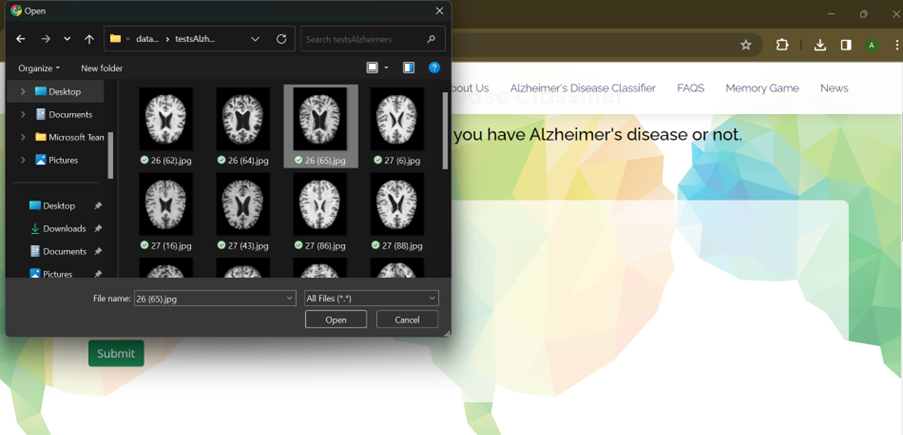 Open
« data... › testsAlzh...
Search testsAlzheimers
Organize
New folder
Desktop
Documents
Microsoft Team
Pictures
Desktop
Downloads
Documents
Pictures
26 (62).jpg
26 (64).jpg
26 (65).jpg
27 (6).jpg
27 (16).jpg
27 (43).jpg
27 (86).jpg
27 (88).jpg
File name: 26 (65).jpg
All Files (*.*)
Open
Cancel
A
out Us
Alzheimer's Disease Classifier
FAQS
Memory Game
News
ease Classifier
you have Alzheimer's disease or not.
Submit